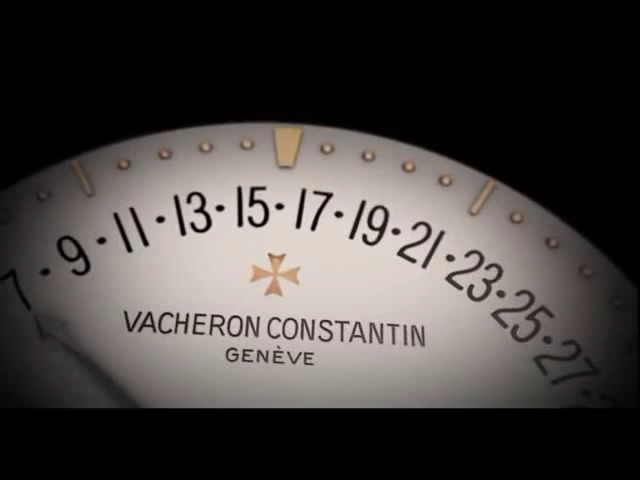 7 · 9 · 11 · 13 · 15 · 17 · 19 · 21 · 23 · 25 · 27
VACHERON CONSTANTIN
GENÈVE